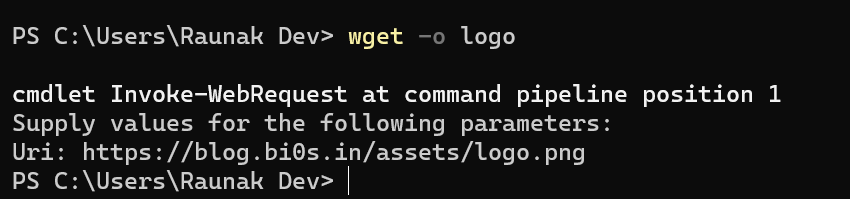 PS C:\Users\Raunak Dev> wget -o logo
cmdlet Invoke-WebRequest at command pipeline position 1
Supply values for the following parameters:
Uri: https://blog.bi0s.in/assets/logo.png
PS C:\Users\Raunak Dev>